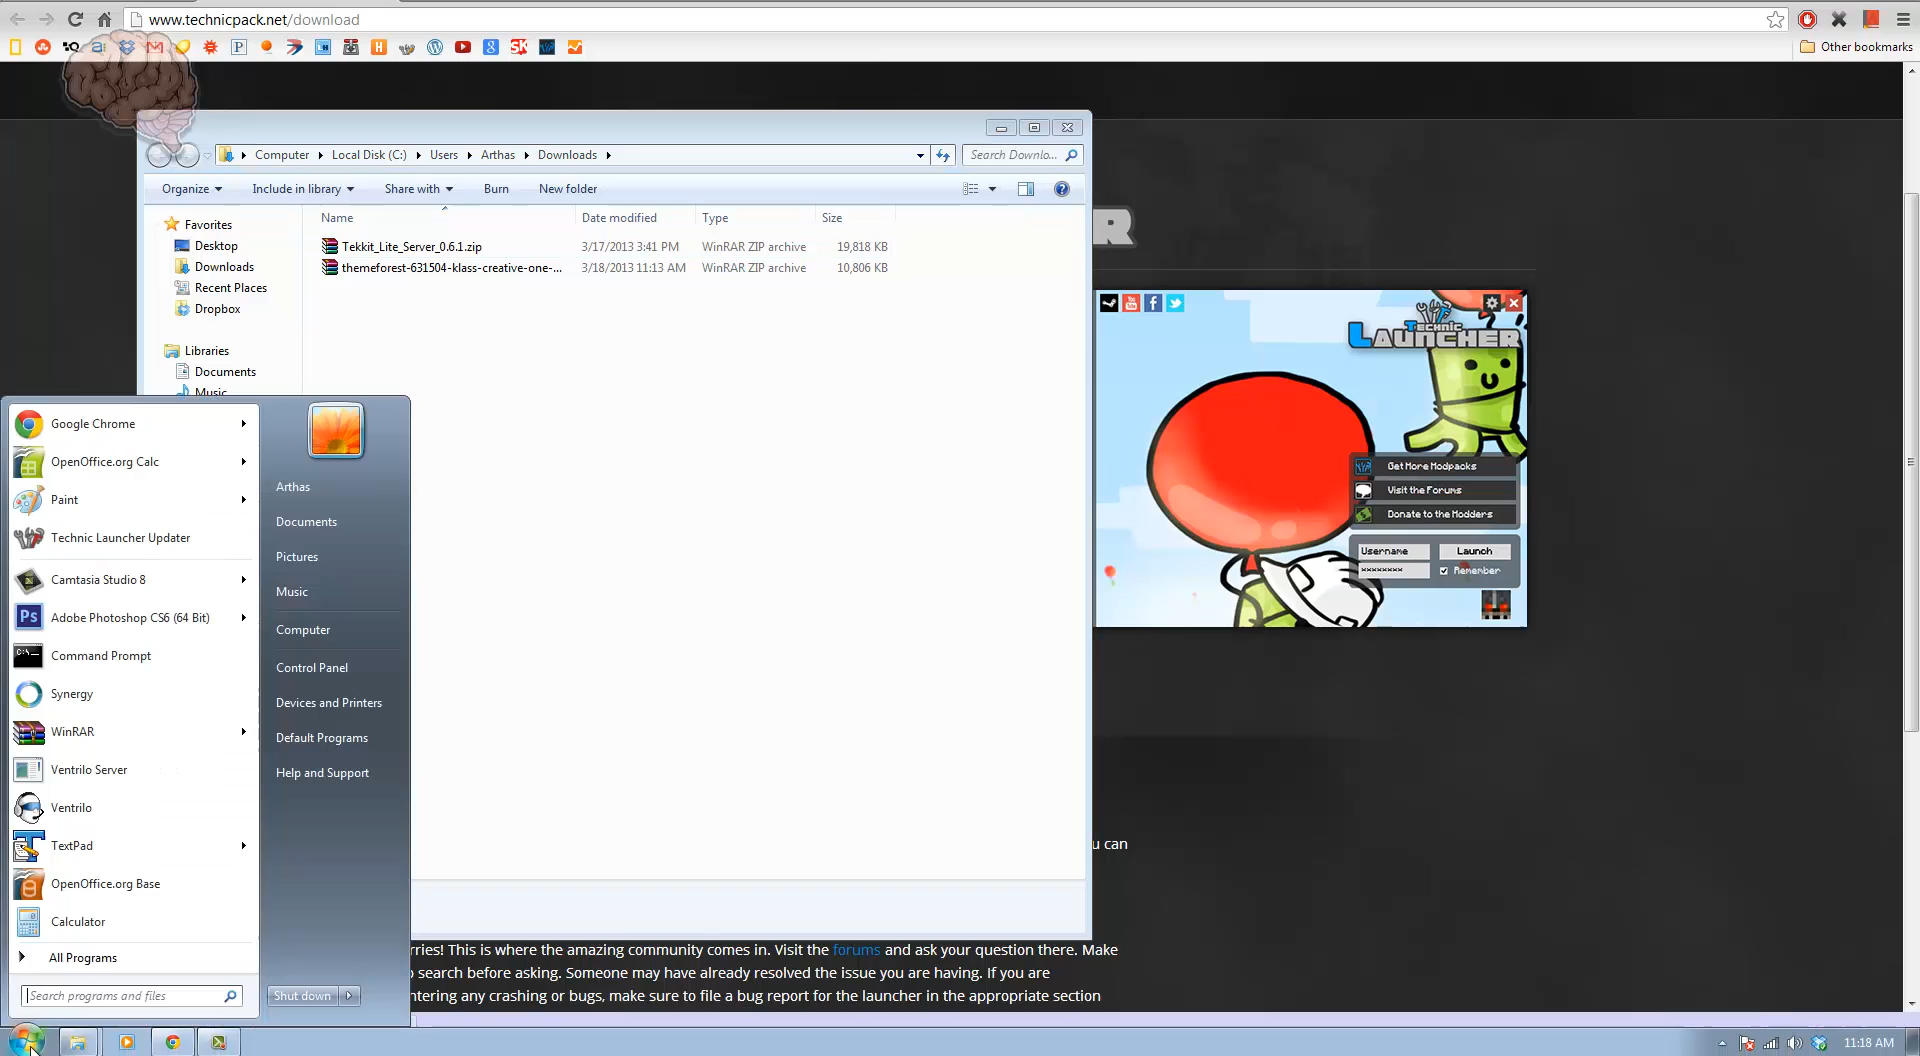 www.technicpack.net/download
Other bookmarks
Computer Local Disk (C:) Users Arthas Downloads
Search Downlo...
Organize Include in library Share with Burn New folder
Name Date modified Type Size
Favorites
Desktop
Downloads
Recent Places
Dropbox
Libraries
Documents
Music
Tekkit_Lite_Server_0.6.1.zip 3/17/2013 3:41 PM WinRAR ZIP archive 19,818 KB
themeforest-631504-klass-creative-one-... 3/18/2013 11:13 AM WinRAR ZIP archive 10,806 KB
R
Technic
Launcher
Get More Modpacks
Visit the Forums
Donate to the Modders
Username Launch
******** Remember
Google Chrome
OpenOffice.org Calc
Paint
Technic Launcher Updater
Camtasia Studio 8
Adobe Photoshop CS6 (64 Bit)
Command Prompt
Synergy
WinRAR
Ventrilo Server
Ventrilo
TextPad
OpenOffice.org Base
Calculator
All Programs
Search programs and files
Arthas
Documents
Pictures
Music
Computer
Control Panel
Devices and Printers
Default Programs
Help and Support
Shut down
u can
rries! This is where the amazing community comes in. Visit the forums and ask your question there. Make
o search before asking. Someone may have already resolved the issue you are having. If you are
ntering any crashing or bugs, make sure to file a bug report for the launcher in the appropriate section
11:18 AM